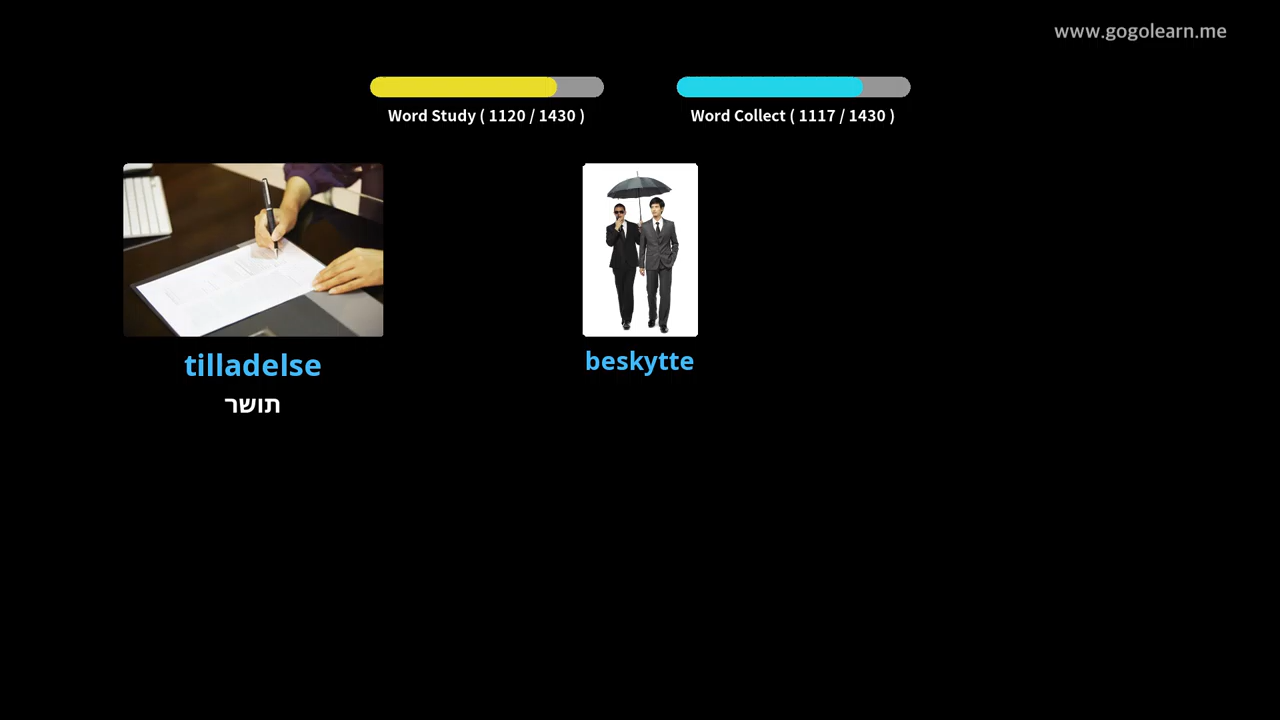 www.gogolearn.me
Word Study ( 1120 / 1430 )
Word Collect ( 1117 / 1430 )
tilladelse
תושר
beskytte